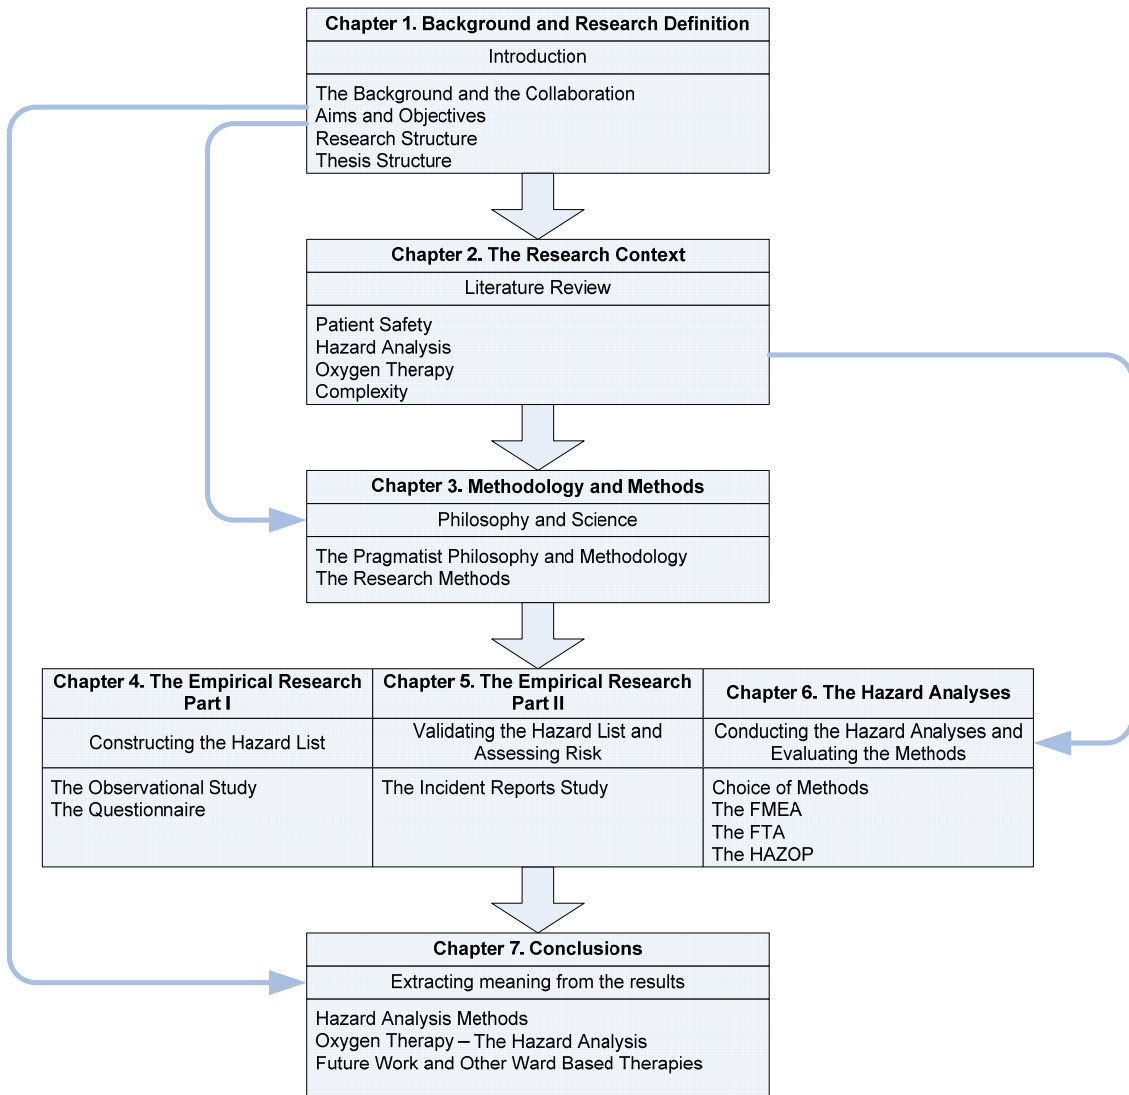 Chapter 1. Background and Research Definition
Introduction
The Background and the Collaboration
Aims and Objectives
Research Structure
Thesis Structure
Chapter 2. The Research Context
Literature Review
Patient Safety
Hazard Analysis
Oxygen Therapy
Complexity
Chapter 3. Methodology and Methods
Philosophy and Science
The Pragmatist Philosophy and Methodology
The Research Methods
Chapter 4. The Empirical Research
Part I
Constructing the Hazard List
The Observational Study
The Questionnaire
Chapter 5. The Empirical Research
Part II
Validating the Hazard List and
Assessing Risk
The Incident Reports Study
Chapter 6. The Hazard Analyses
Conducting the Hazard Analyses and
Evaluating the Methods
Choice of Methods
The FMEA
The FTA
The HAZOP
Chapter 7. Conclusions
Extracting meaning from the results
Hazard Analysis Methods
Oxygen Therapy – The Hazard Analysis
Future Work and Other Ward Based Therapies